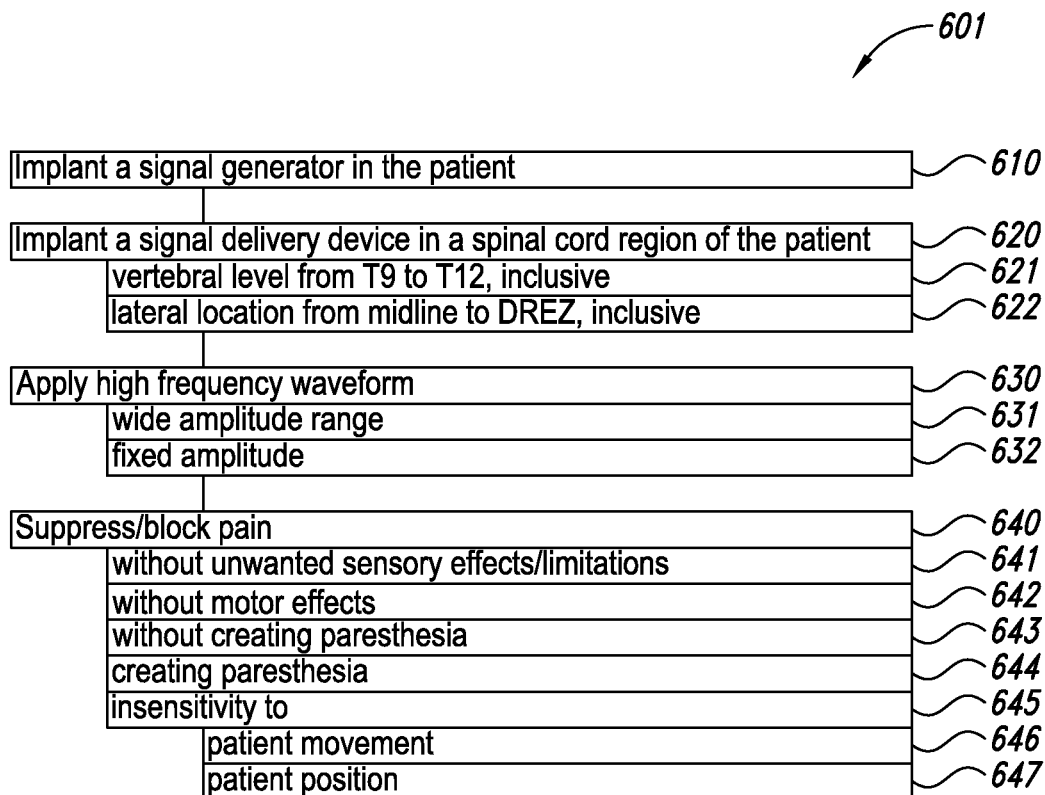 601
Implant a signal generator in the patient 610
Implant a signal delivery device in a spinal cord region of the patient 620
vertebral level from T9 to T12, inclusive 621
lateral location from midline to DREZ, inclusive 622
Apply high frequency waveform 630
wide amplitude range 631
fixed amplitude 632
Suppress/block pain 640
without unwanted sensory effects/limitations 641
without motor effects 642
without creating paresthesia 643
creating paresthesia 644
insensitivity to 645
patient movement 646
patient position 647